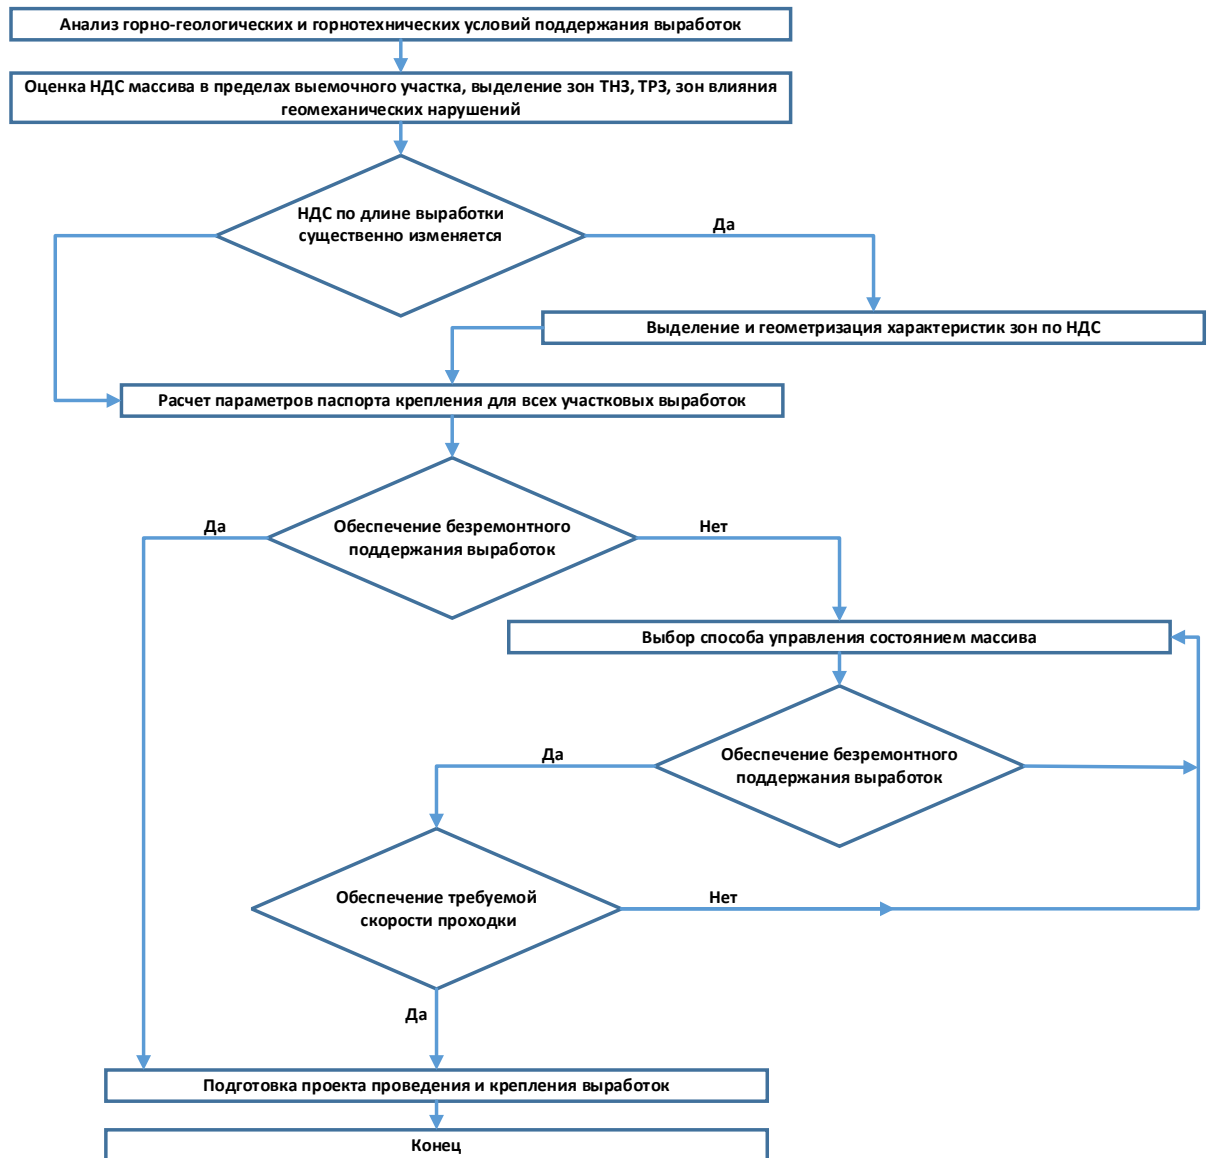 Анализ горно-геологических и горнотехнических условий поддержания выработок
Оценка НДС массива в пределах выемочного участка, выделение зон ТНЗ, ТРЗ, зон влияния
геомеханических нарушений
НДС по длине выработки
существенно изменяется
Да
Выделение и геометризация характеристик зон по НДС
Расчет параметров паспорта крепления для всех участковых выработок
Да
Обеспечение безремонтного
поддержания выработок
Нет
Выбор способа управления состоянием массива
Да
Обеспечение безремонтного
поддержания выработок
Обеспечение требуемой
скорости проходки
Нет
Да
Подготовка проекта проведения и крепления выработок
Конец